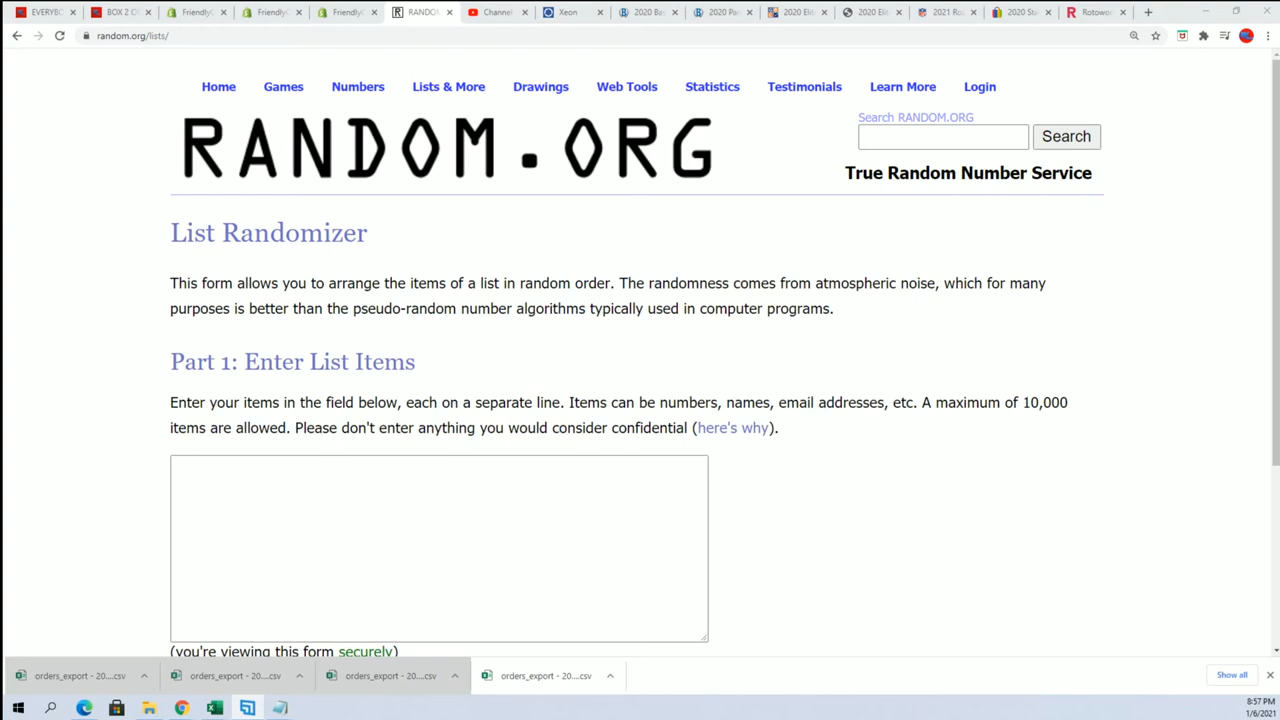 EVERYBO
BOX 2 O
Friendly
Friendly
Friendly
RANDOM
Channel
Xeon
2020 Bas
2020 Pa
2020 Elit
2020 Elit
2021 Ro
2020 Sta
Rotowor
random.org/lists/
Home Games Numbers Lists & More Drawings Web Tools Statistics Testimonials Learn More Login
Search RANDOM.ORG
RANDOM.ORG
Search
True Random Number Service
List Randomizer
This form allows you to arrange the items of a list in random order. The randomness comes from atmospheric noise, which for many
purposes is better than the pseudo-random number algorithms typically used in computer programs.
Part 1: Enter List Items
Enter your items in the field below, each on a separate line. Items can be numbers, names, email addresses, etc. A maximum of 10,000
items are allowed. Please don't enter anything you would consider confidential (here's why).
(you're viewing this form securely)
orders_export - 20....csv
orders_export - 20....csv
orders_export - 20....csv
orders_export - 20....csv
Show all
8:57 PM
1/6/2021